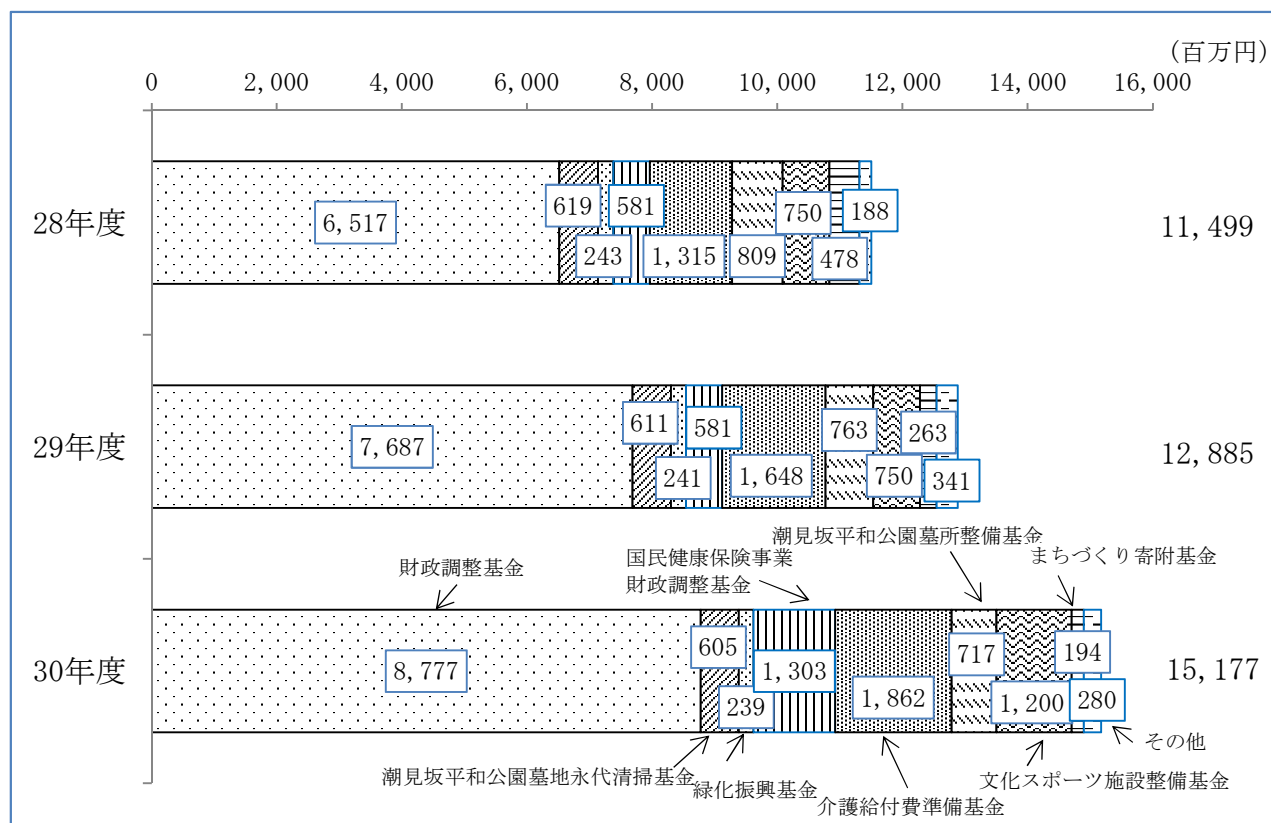 (百万円)
0 2,000 4,000 6,000 8,000 10,000 12,000 14,000 16,000
28年度
6,517
619
243
581
1,315
809
750
478
188
11,499
29年度
7,687
611
241
581
1,648
763
750
263
341
12,885
財政調整基金
国民健康保険事業
財政調整基金
潮見坂平和公園墓所整備基金
まちづくり寄附基金
30年度
8,777
605
239
1,303
1,862
717
1,200
194
280
15,177
潮見坂平和公園墓地永代清掃基金
緑化振興基金
介護給付費準備基金
文化スポーツ施設整備基金
その他